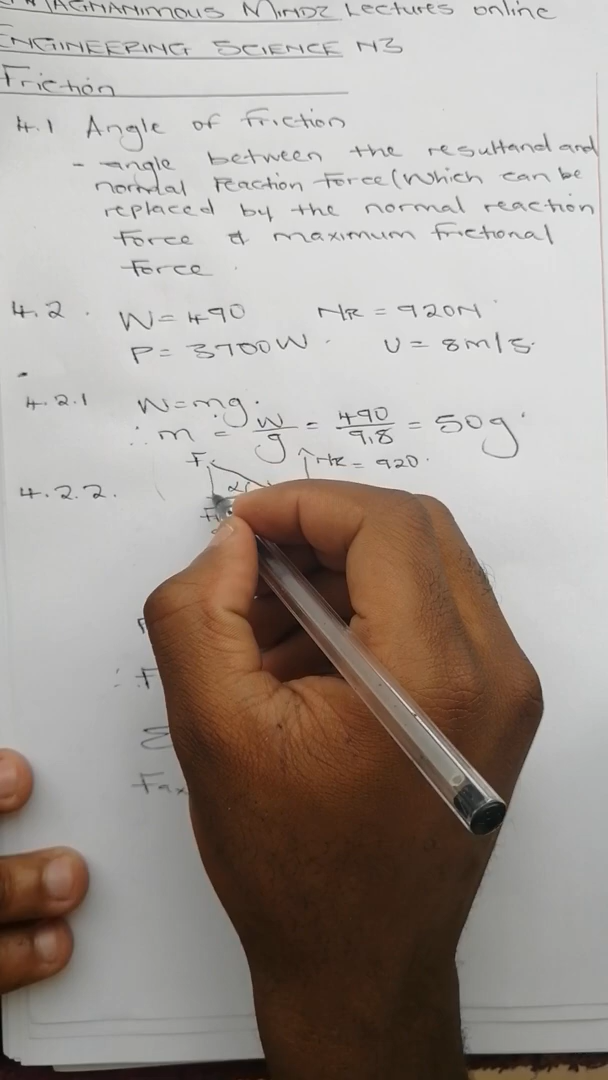 MAGNANIMOUS MINDZ Lectures online
ENGINEERING SCIENCE N3
Friction
4.1 Angle of friction
- angle between the resultand and
normal reaction force (which can be
replaced by the normal reaction
force & maximum frictional
force.
4.2. W = 490 NR = 920N
P = 3700W. U = 8m/s.
4.2.1 W = mg.
∴ m = W/g = 490/9,8 = 50g.
F NR = 920.
4.2.2. α
∴ F
Σ
Fax